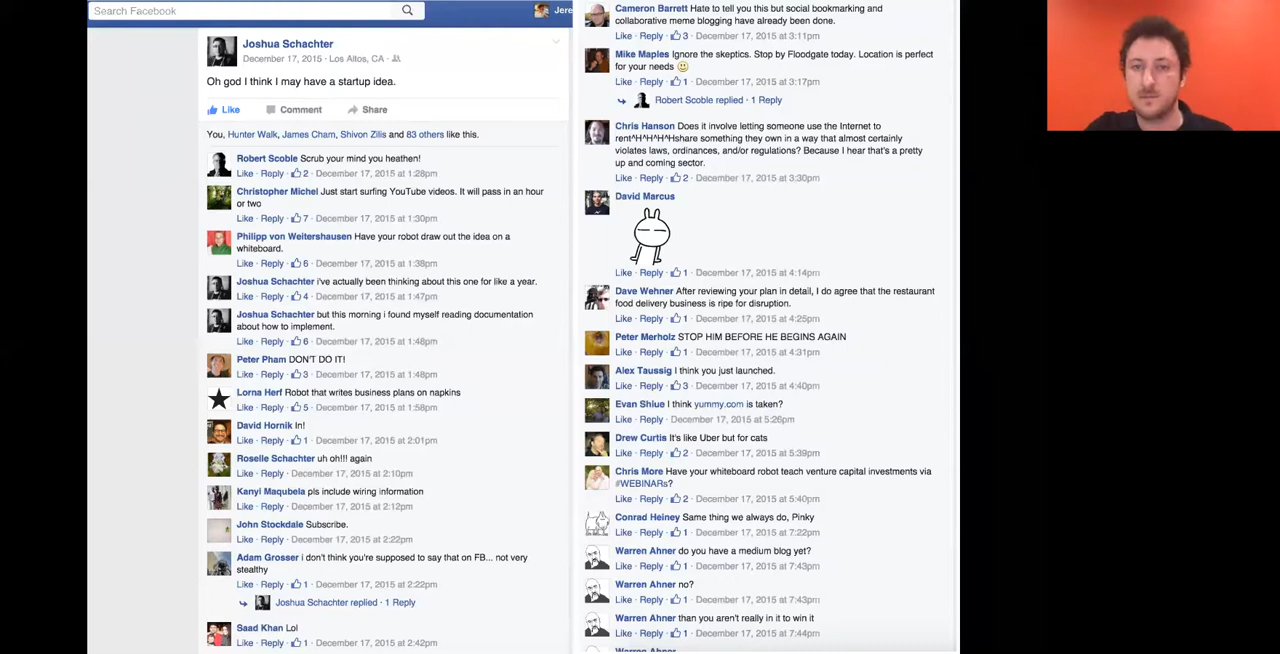 Search Facebook
Jere
Joshua Schachter
December 17, 2015 · Los Altos, CA ·
Oh god I think I may have a startup idea.
Like Comment Share
You, Hunter Walk, James Cham, Shivon Zilis and 83 others like this.
Robert Scoble Scrub your mind you heathen!
Like · Reply · 2 · December 17, 2015 at 1:28pm
Christopher Michel Just start surfing YouTube videos. It will pass in an hour
or two
Like · Reply · 7 · December 17, 2015 at 1:30pm
Philipp von Weitershausen Have your robot draw out the idea on a
whiteboard.
Like · Reply · 6 · December 17, 2015 at 1:38pm
Joshua Schachter i've actually been thinking about this one for like a year.
Like · Reply · 4 · December 17, 2015 at 1:47pm
Joshua Schachter but this morning i found myself reading documentation
about how to implement.
Like · Reply · 6 · December 17, 2015 at 1:48pm
Peter Pham DON'T DO IT!
Like · Reply · 3 · December 17, 2015 at 1:48pm
Lorna Herf Robot that writes business plans on napkins
Like · Reply · 5 · December 17, 2015 at 1:58pm
David Hornik In!
Like · Reply · 1 · December 17, 2015 at 2:01pm
Roselle Schachter uh oh!!! again
Like · Reply · December 17, 2015 at 2:10pm
Kanyi Maqubela pls include wiring information
Like · Reply · December 17, 2015 at 2:12pm
John Stockdale Subscribe.
Like · Reply · December 17, 2015 at 2:22pm
Adam Grosser i don't think you're supposed to say that on FB... not very
stealthy
Like · Reply · 1 · December 17, 2015 at 2:22pm
Joshua Schachter replied · 1 Reply
Saad Khan Lol
Like · Reply · 1 · December 17, 2015 at 2:42pm
Cameron Barrett Hate to tell you this but social bookmarking and
collaborative meme blogging have already been done.
Like · Reply · 3 · December 17, 2015 at 3:11pm
Mike Maples Ignore the skeptics. Stop by Floodgate today. Location is perfect
for your needs
Like · Reply · 1 · December 17, 2015 at 3:17pm
Robert Scoble replied · 1 Reply
Chris Hanson Does it involve letting someone use the Internet to
rent^H^H^H^Hshare something they own in a way that almost certainly
violates laws, ordinances, and/or regulations? Because I hear that's a pretty
up and coming sector.
Like · Reply · 2 · December 17, 2015 at 3:30pm
David Marcus
Like · Reply · 1 · December 17, 2015 at 4:14pm
Dave Wehner After reviewing your plan in detail, I do agree that the restaurant
food delivery business is ripe for disruption.
Like · Reply · 1 · December 17, 2015 at 4:25pm
Peter Merholz STOP HIM BEFORE HE BEGINS AGAIN
Like · Reply · 1 · December 17, 2015 at 4:31pm
Alex Taussig I think you just launched.
Like · Reply · 3 · December 17, 2015 at 4:40pm
Evan Shiue I think yummy.com is taken?
Like · Reply · December 17, 2015 at 5:26pm
Drew Curtis It's like Uber but for cats
Like · Reply · 2 · December 17, 2015 at 5:39pm
Chris More Have your whiteboard robot teach venture capital investments via
#WEBINARs?
Like · Reply · 2 · December 17, 2015 at 5:40pm
Conrad Heiney Same thing we always do, Pinky
Like · Reply · 1 · December 17, 2015 at 7:22pm
Warren Ahner do you have a medium blog yet?
Like · Reply · 1 · December 17, 2015 at 7:43pm
Warren Ahner no?
Like · Reply · 1 · December 17, 2015 at 7:43pm
Warren Ahner than you aren't really in it to win it
Like · Reply · 1 · December 17, 2015 at 7:44pm
Warren Ahner